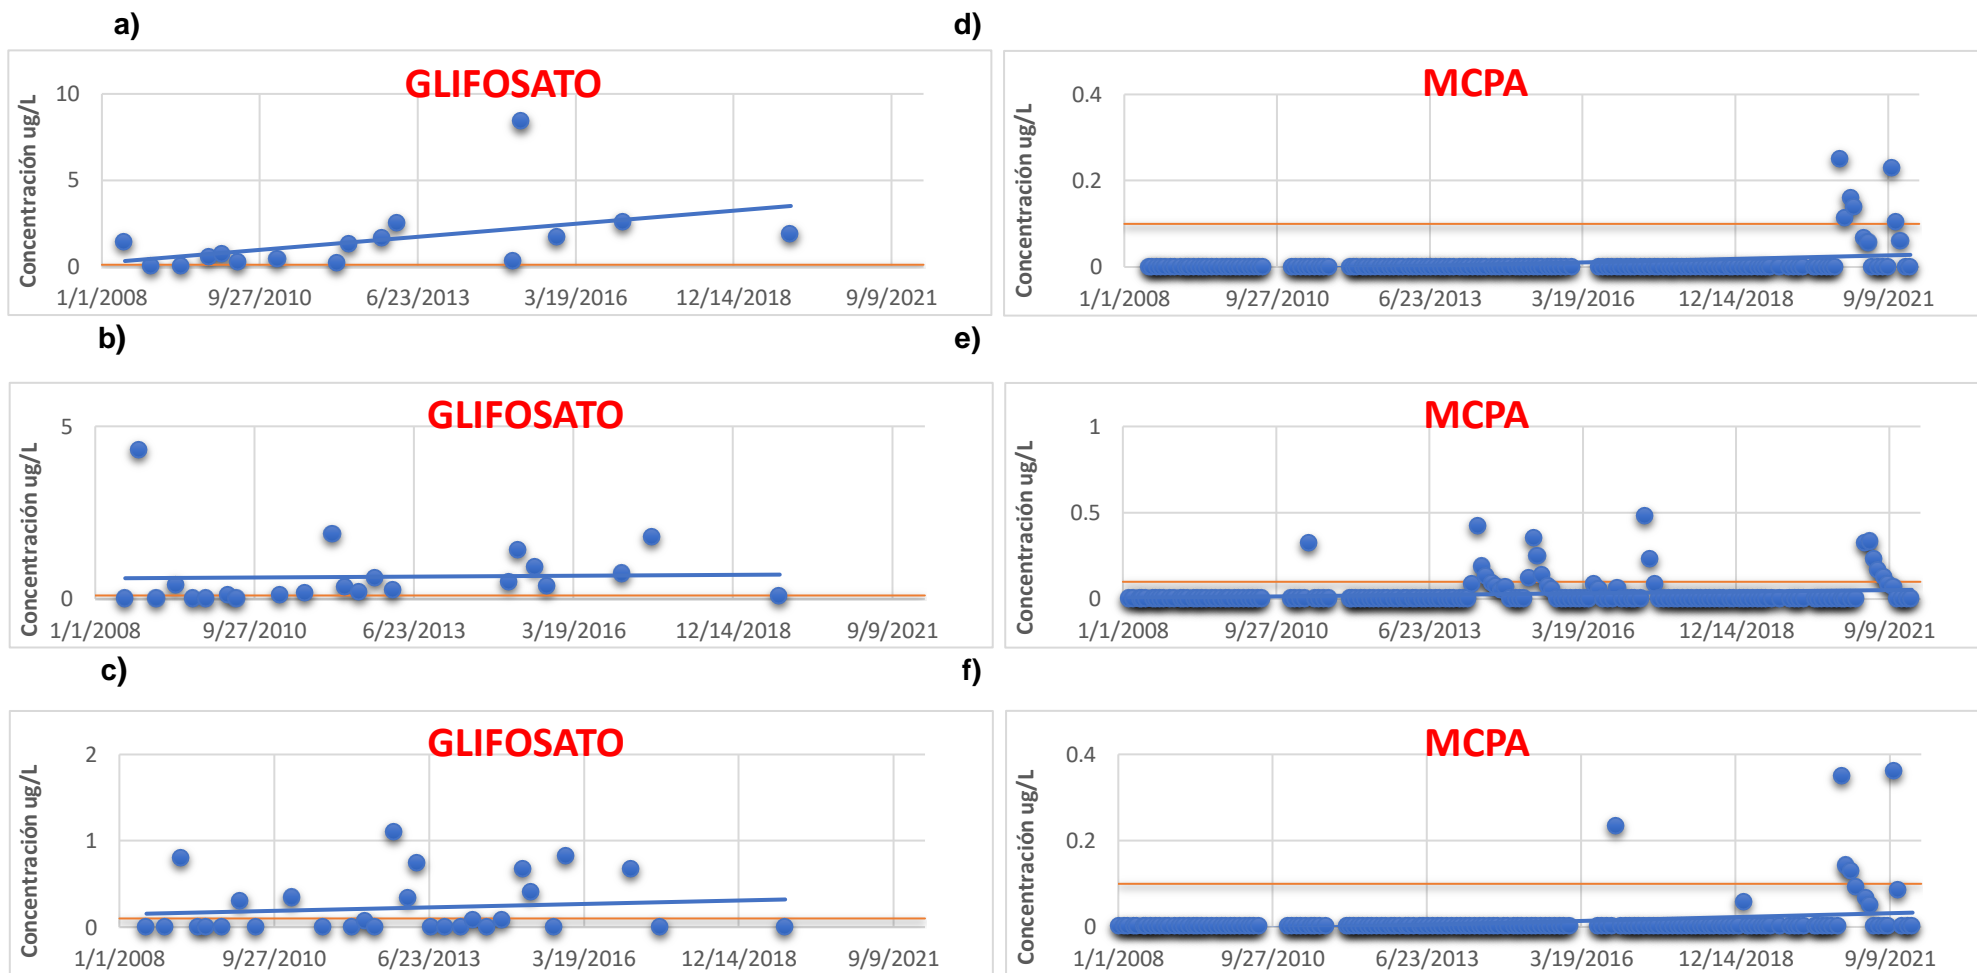 a)
GLIFOSATO
Concentración ug/L
10
5
0
1/1/2008 9/27/2010 6/23/2013 3/19/2016 12/14/2018 9/9/2021
d)
MCPA
Concentración ug/L
0.4
0.2
0
1/1/2008 9/27/2010 6/23/2013 3/19/2016 12/14/2018 9/9/2021
b)
GLIFOSATO
Concentración ug/L
5
0
1/1/2008 9/27/2010 6/23/2013 3/19/2016 12/14/2018 9/9/2021
e)
MCPA
Concentración ug/L
1
0.5
0
1/1/2008 9/27/2010 6/23/2013 3/19/2016 12/14/2018 9/9/2021
c)
GLIFOSATO
Concentración ug/L
2
1
0
1/1/2008 9/27/2010 6/23/2013 3/19/2016 12/14/2018 9/9/2021
f)
MCPA
Concentración ug/L
0.4
0.2
0
1/1/2008 9/27/2010 6/23/2013 3/19/2016 12/14/2018 9/9/2021